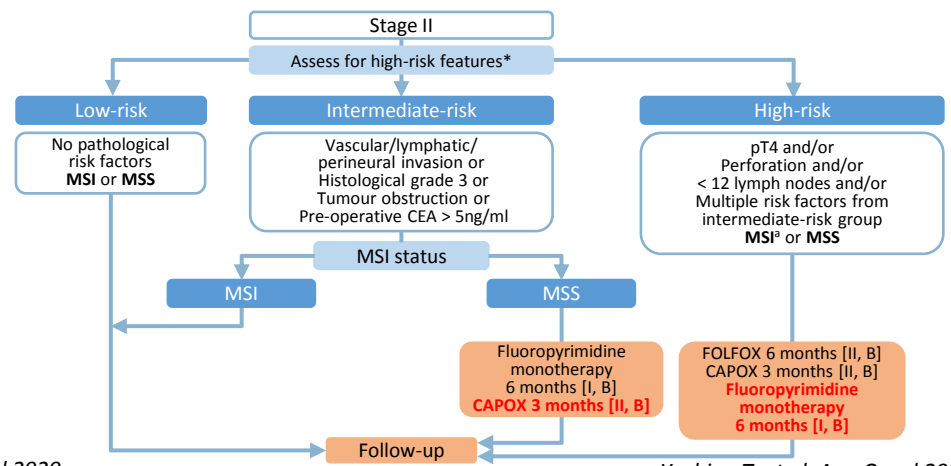 Stage II
Assess for high-risk features*
Low-risk
Intermediate-risk
High-risk
No pathological
risk factors
MSI or MSS
Vascular/lymphatic/
perineural invasion or
Histological grade 3 or
Tumour obstruction or
Pre-operative CEA > 5ng/ml
pT4 and/or
Perforation and/or
< 12 lymph nodes and/or
Multiple risk factors from
intermediate-risk group
MSIᵃ or MSS
MSI status
MSI
MSS
Fluoropyrimidine
monotherapy
6 months [I, B]
CAPOX 3 months [II, B]
FOLFOX 6 months [II, B]
CAPOX 3 months [II, B]
Fluoropyrimidine
monotherapy
6 months [I, B]
Follow-up